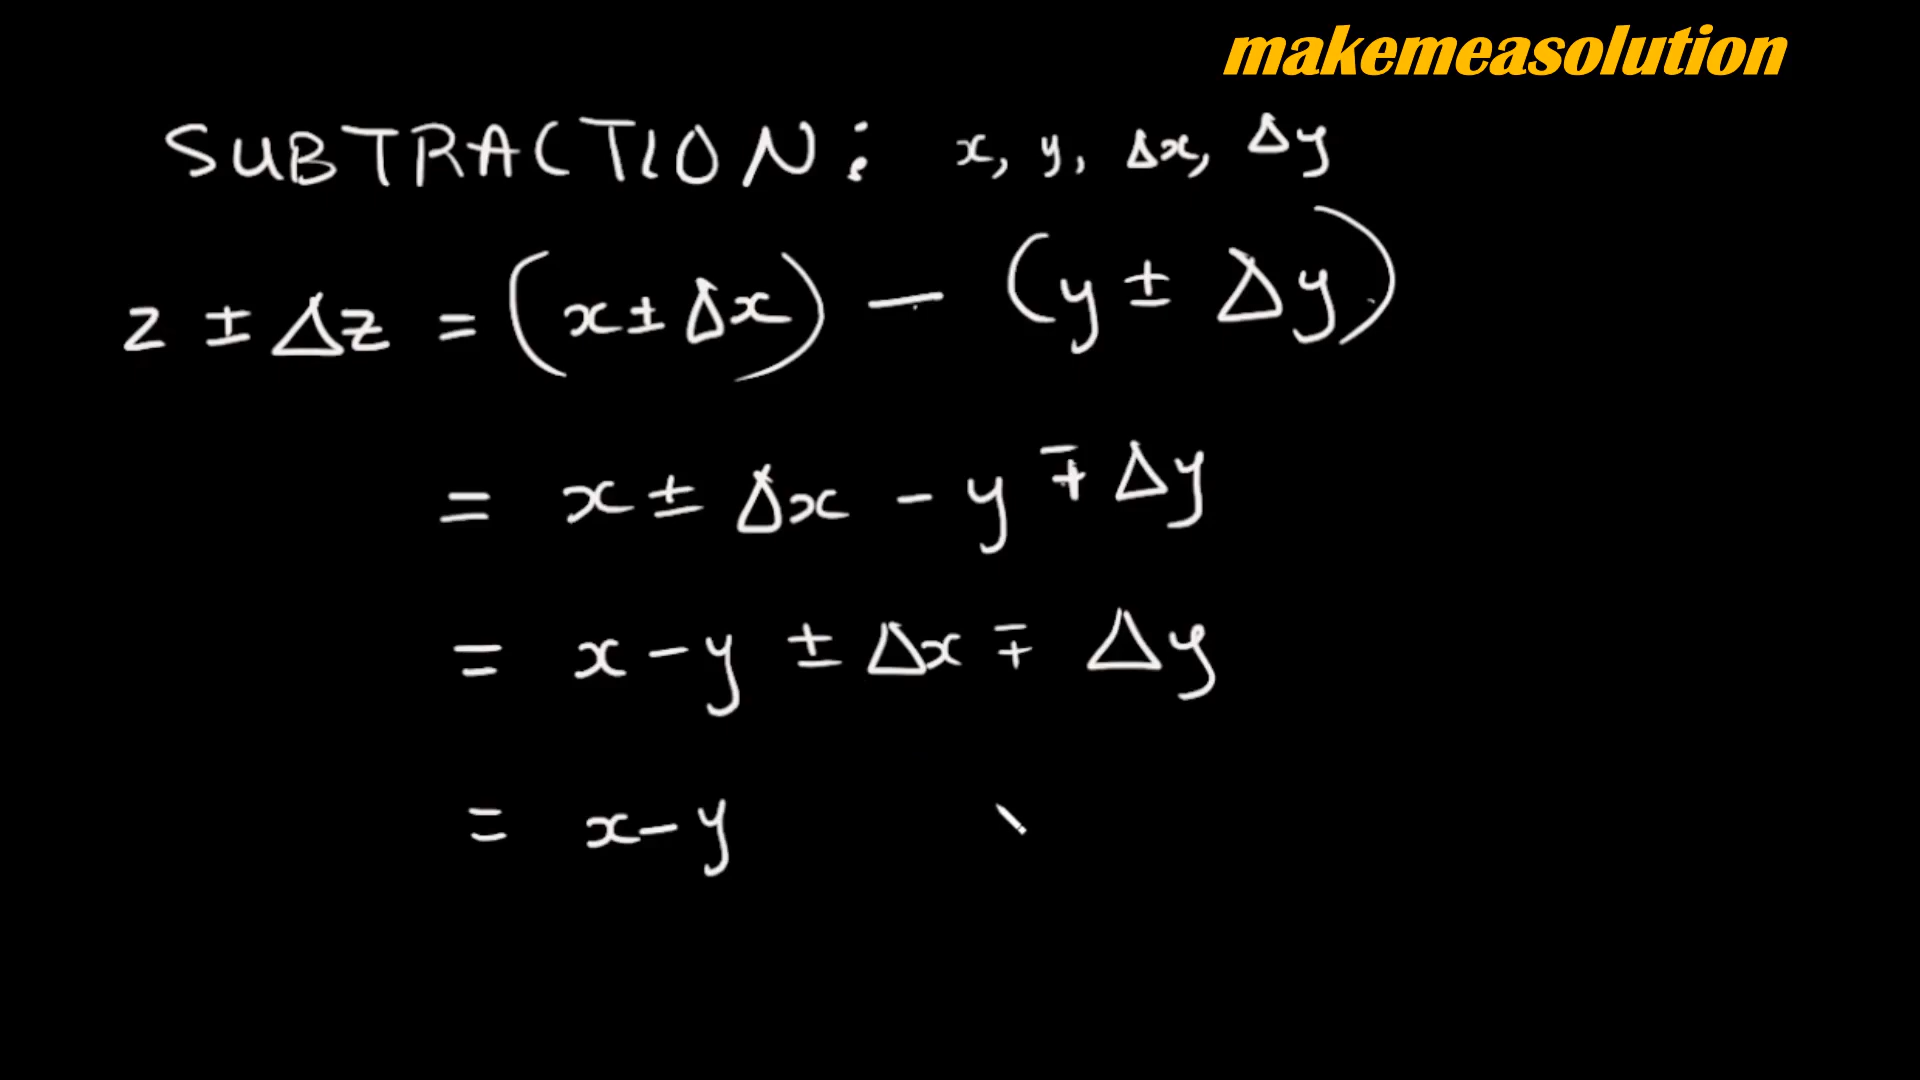 makemeasolution
SUBTRACTION: x, y, Δx, Δy
z ± Δz = (x ± Δx) − (y ± Δy)
= x ± Δx − y ∓ Δy
= x − y ± Δx ∓ Δy
= x − y